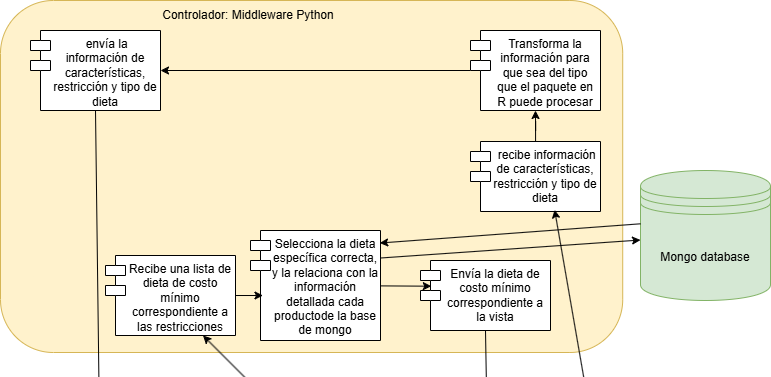 Controlador: Middleware Python
envía la
información de
características,
restricción y tipo de
dieta
Transforma la
información para
que sea del tipo
que el paquete en
R puede procesar
recibe información
de características,
restricción y tipo de
dieta
Mongo database
Recibe una lista de
dieta de costo
mínimo
correspondiente a
las restricciones
Selecciona la dieta
específica correcta,
y la relaciona con la
información
detallada cada
productode la base
de mongo
Envía la dieta de
costo mínimo
correspondiente a
la vista